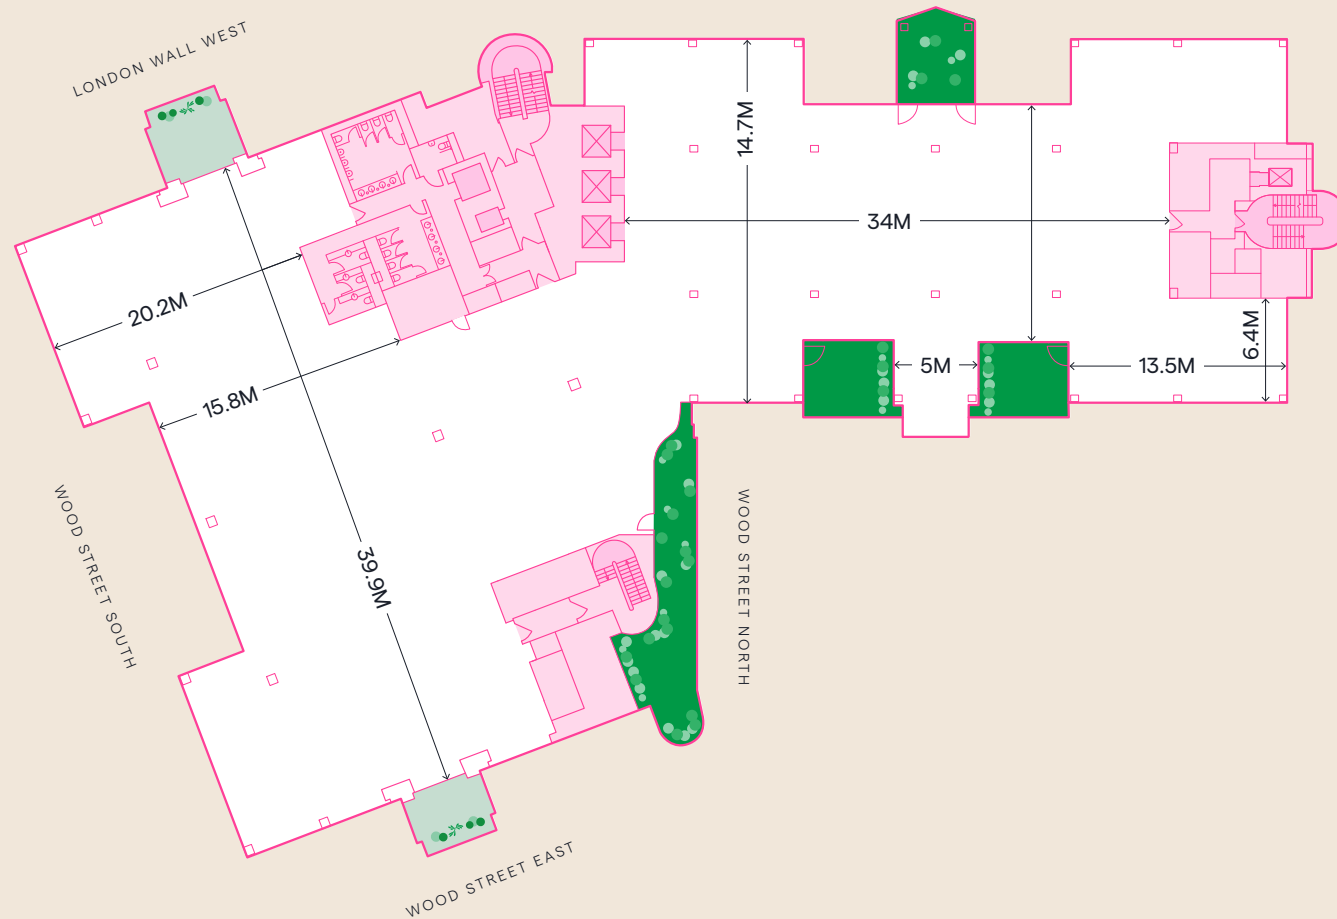 LONDON WALL WEST
14.7M
34M
20.2M
6.4M
5M
13.5M
15.8M
WOOD STREET SOUTH
39.9M
WOOD STREET NORTH
WOOD STREET EAST